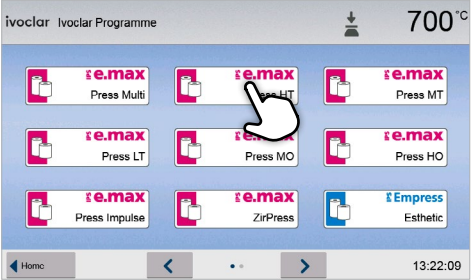 ivoclar Ivoclar Programme
700°C
IPS e.max
Press Multi
IPS e.max
Press HT
IPS e.max
Press MT
IPS e.max
Press LT
IPS e.max
Press MO
IPS e.max
Press HO
IPS e.max
Press Impulse
IPS e.max
ZirPress
IPS Empress
Esthetic
Home
13:22:09